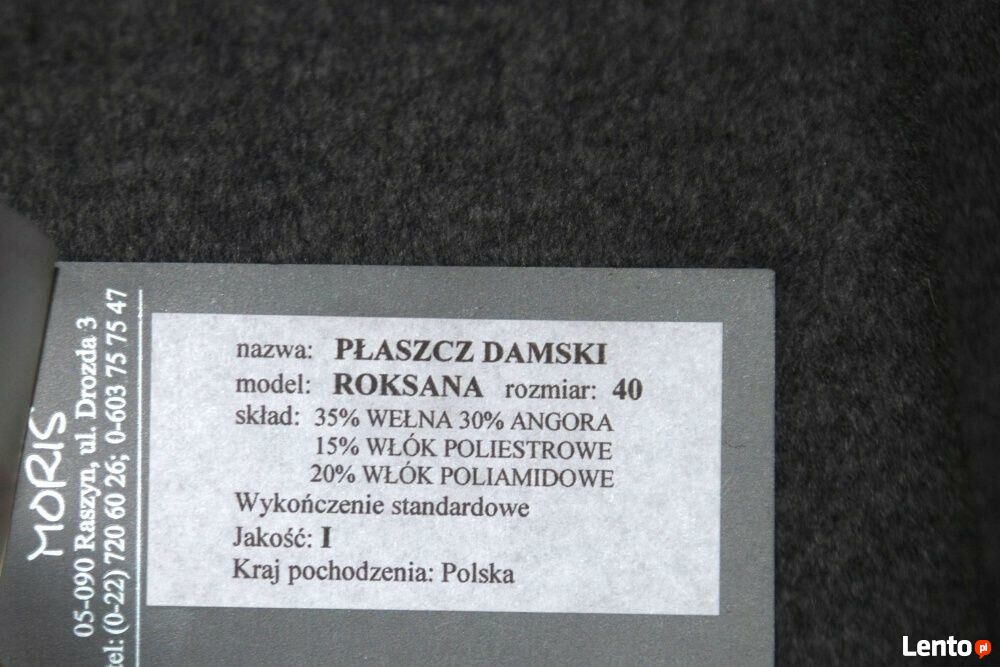 MORIS
05-090 Raszyn, ul. Drozda 3
tel: (0-22) 720 60 26; 0-603 75 75 47
nazwa: PŁASZCZ DAMSKI
model: ROKSANA rozmiar: 40
skład: 35% WEŁNA 30% ANGORA
15% WŁÓK POLIESTROWE
20% WŁÓK POLIAMIDOWE
Wykończenie standardowe
Jakość: I
Kraj pochodzenia: Polska
Lento.pl